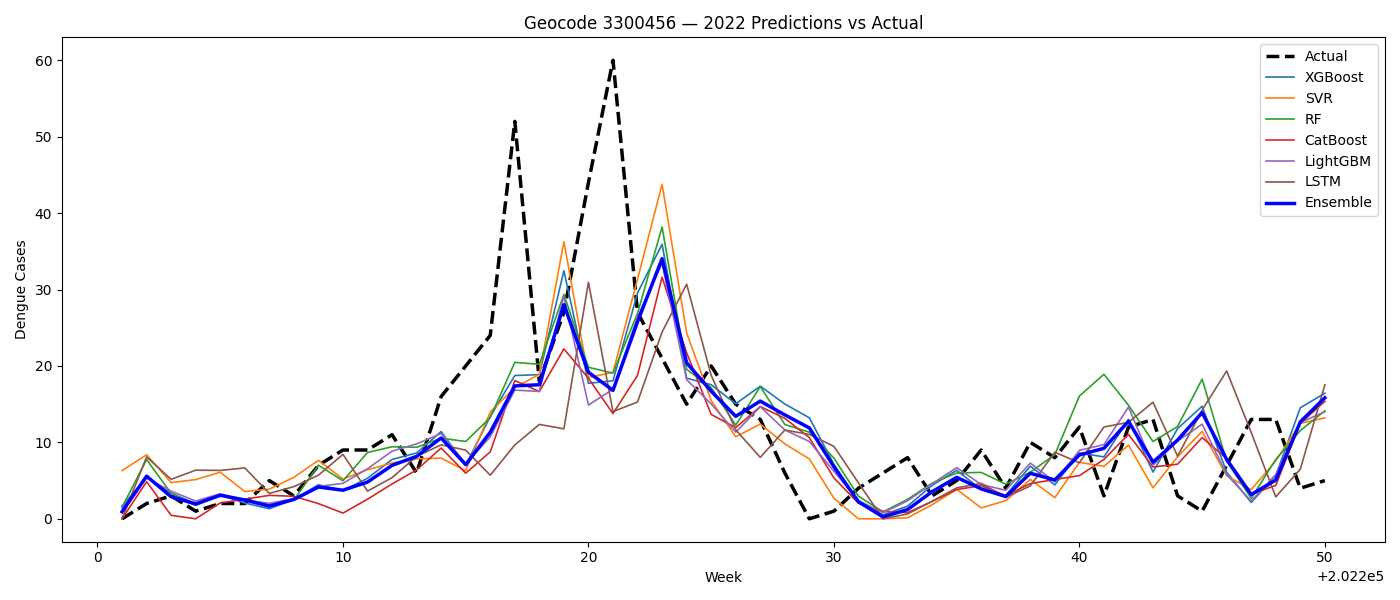 Geocode 3300456 — 2022 Predictions vs Actual
Dengue Cases
60
50
40
30
20
10
0
Actual
XGBoost
SVR
RF
CatBoost
LightGBM
LSTM
Ensemble
0 10 20 30 40 50
Week
+2.022e5